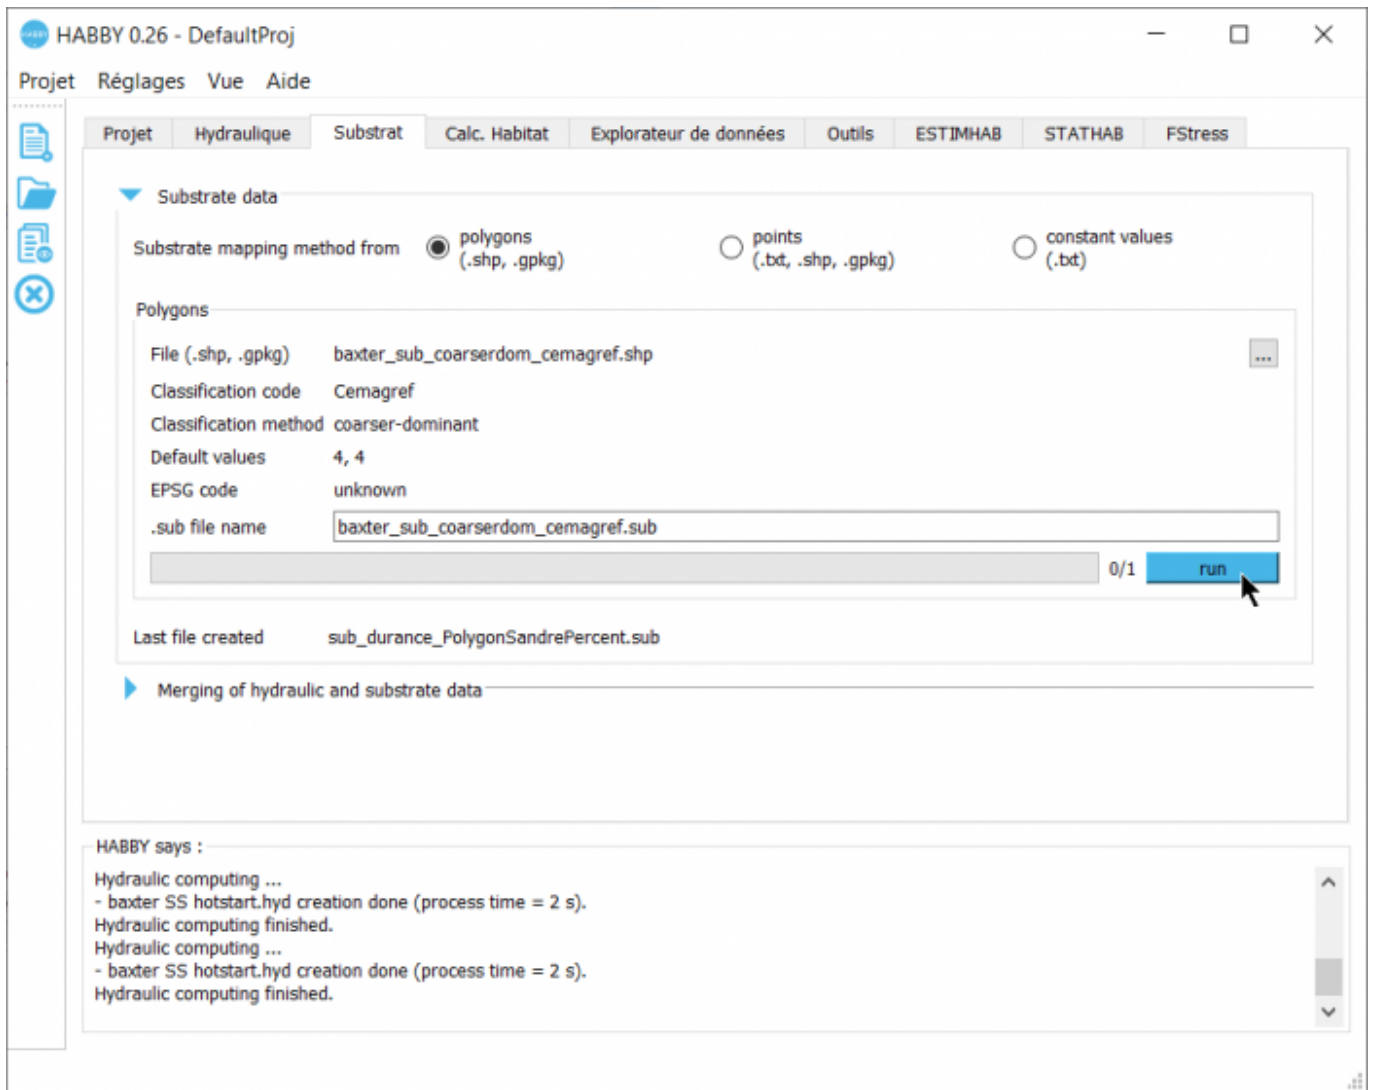 HABBY 0.26 - DefaultProj
Projet Réglages Vue Aide
Projet Hydraulique Substrat Calc. Habitat Explorateur de données Outils ESTIMHAB STATHAB FStress
Substrate data
Substrate mapping method from
polygons
(.shp, .gpkg)
points
(.txt, .shp, .gpkg)
constant values
(.txt)
Polygons
File (.shp, .gpkg) baxter_sub_coarserdom_cemagref.shp ...
Classification code Cemagref
Classification method coarser-dominant
Default values 4, 4
EPSG code unknown
.sub file name baxter_sub_coarserdom_cemagref.sub
0/1 run
Last file created sub_durance_PolygonSandrePercent.sub
Merging of hydraulic and substrate data
HABBY says :
Hydraulic computing ...
- baxter SS hotstart.hyd creation done (process time = 2 s).
Hydraulic computing finished.
Hydraulic computing ...
- baxter SS hotstart.hyd creation done (process time = 2 s).
Hydraulic computing finished.